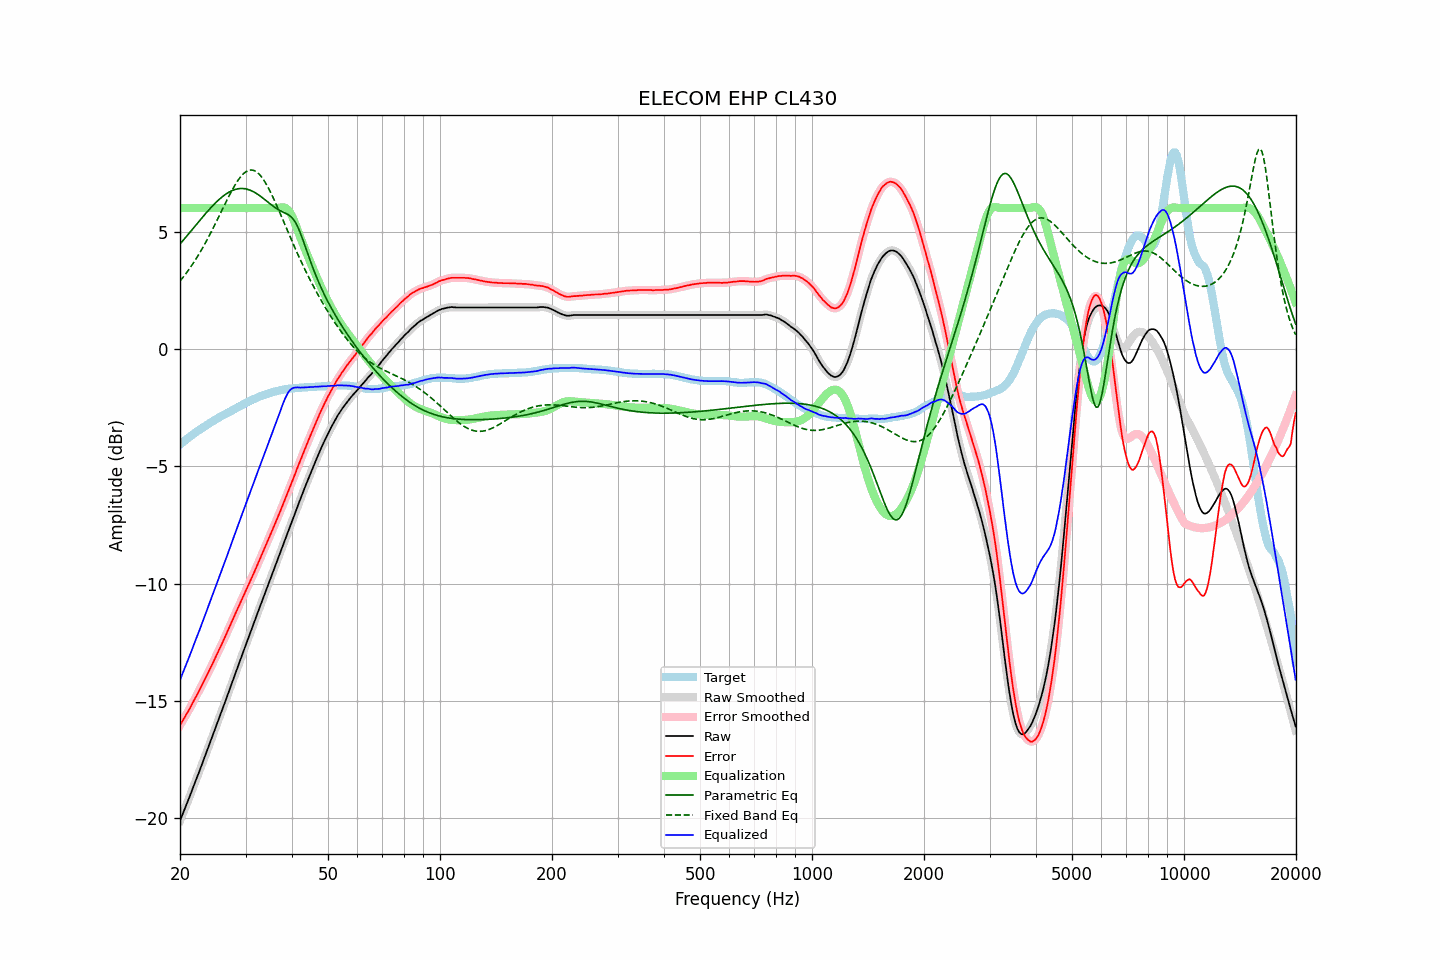 ELECOM EHP CL430
Amplitude (dBr)
5
0
−5
−10
−15
−20
Target
Raw Smoothed
Error Smoothed
Raw
Error
Equalization
Parametric Eq
Fixed Band Eq
Equalized
20 50 100 200 500 1000 2000 5000 10000 20000
Frequency (Hz)